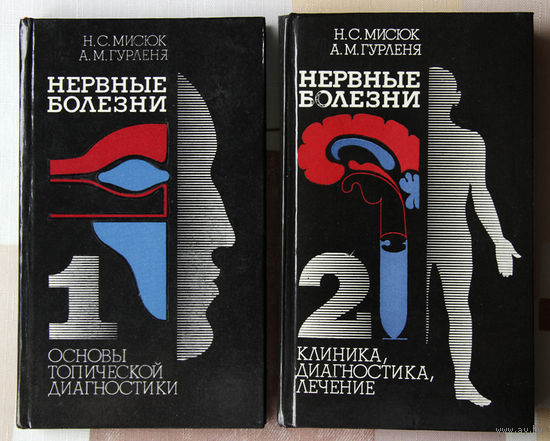 Н.С.МИСЮК
А.М.ГУРЛЕНЯ
НЕРВНЫЕ
БОЛЕЗНИ
1
ОСНОВЫ
ТОПИЧЕСКОЙ
ДИАГНОСТИКИ
Н.С.МИСЮК
А.М.ГУРЛЕНЯ
НЕРВНЫЕ
БОЛЕЗНИ
2
КЛИНИКА,
ДИАГНОСТИКА,
ЛЕЧЕНИЕ